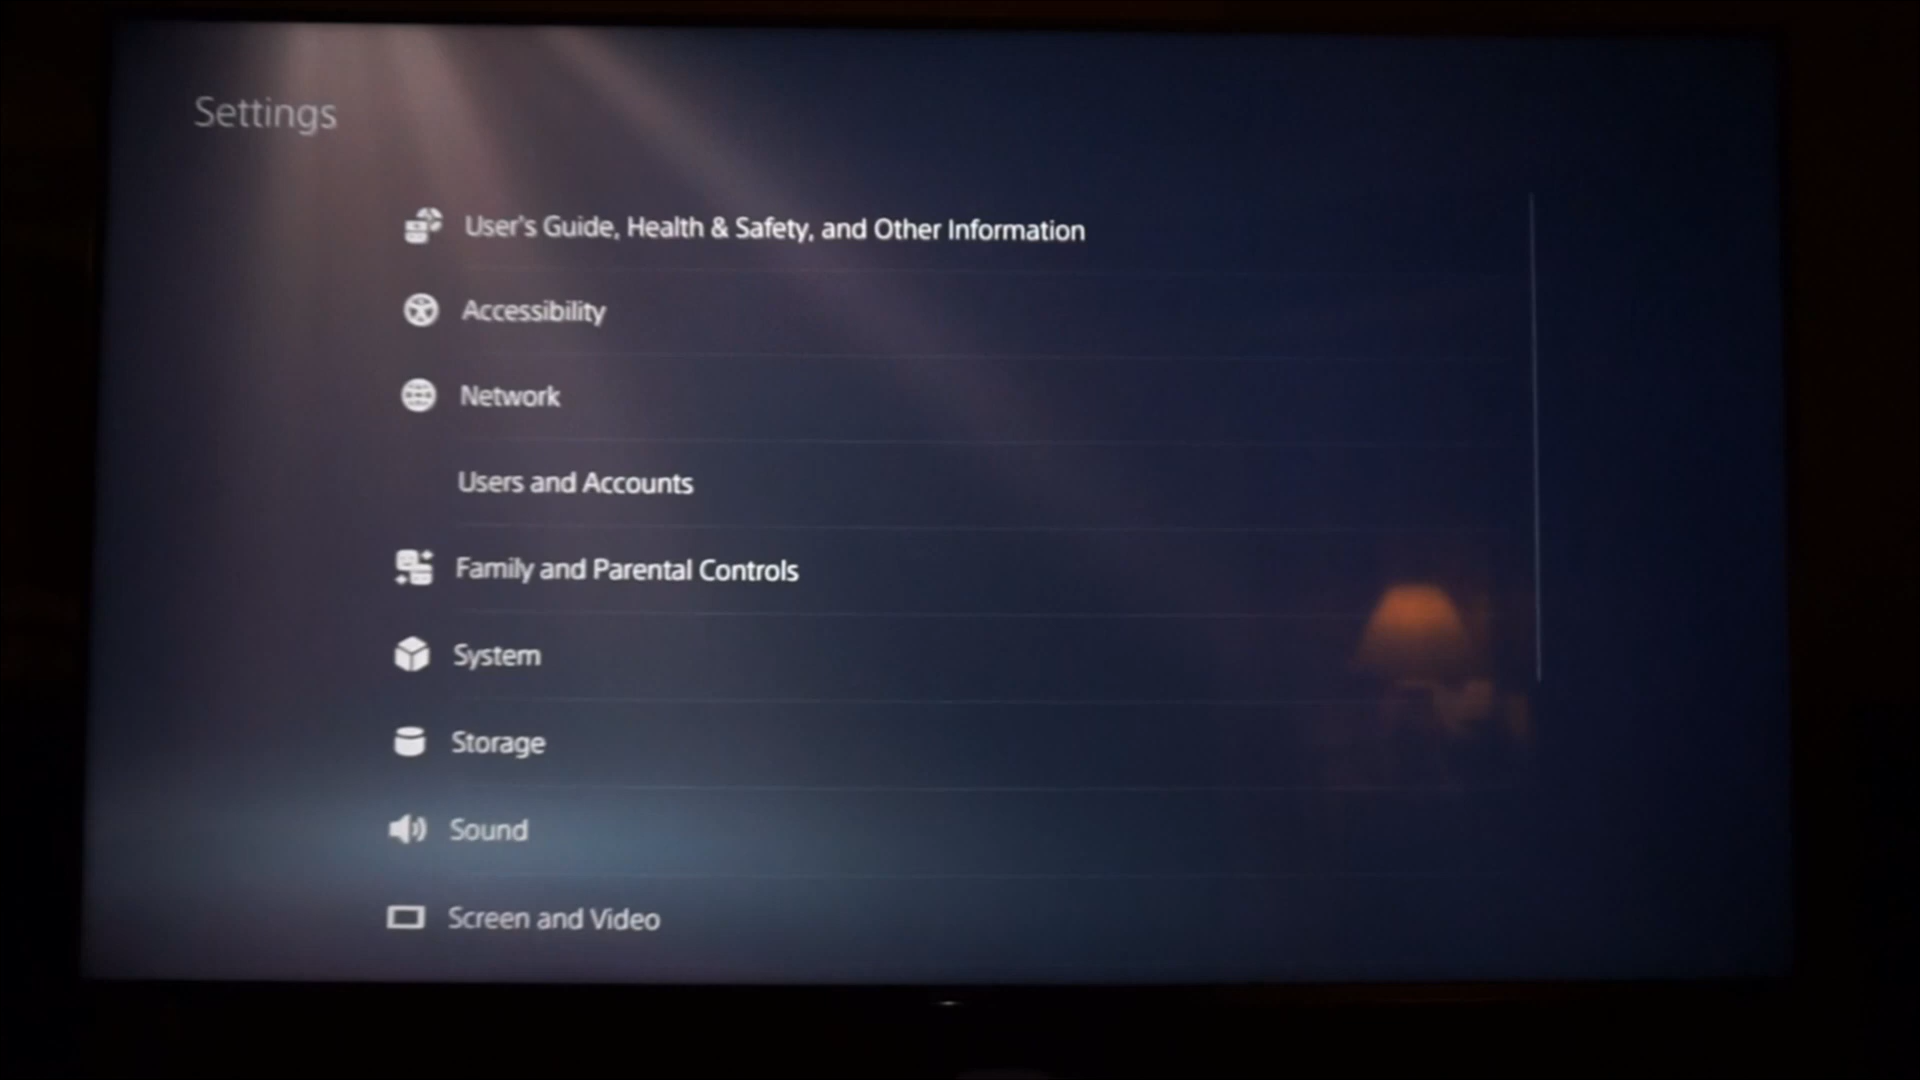 Settings
User's Guide, Health & Safety, and Other Information
Accessibility
Network
Users and Accounts
Family and Parental Controls
System
Storage
Sound
Screen and Video